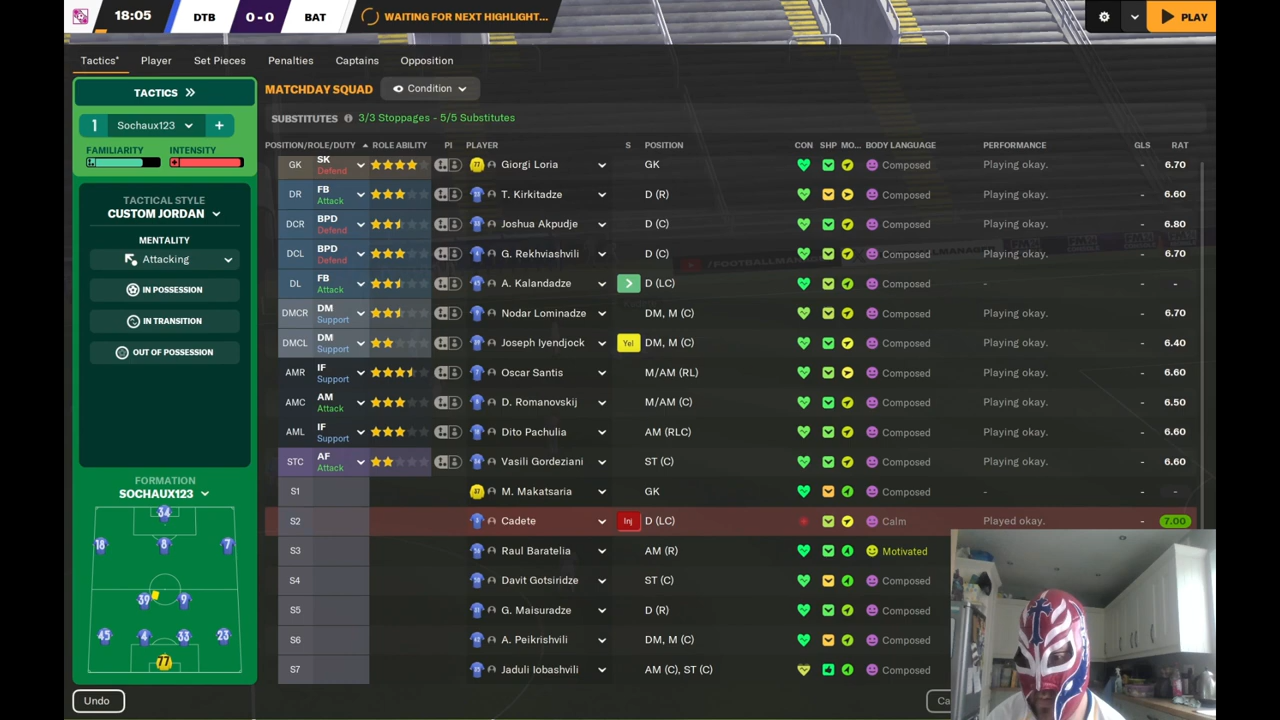 18:05 DTB 0 - 0 BAT WAITING FOR NEXT HIGHLIGHT... PLAY
Tactics* Player Set Pieces Penalties Captains Opposition
TACTICS
MATCHDAY SQUAD Condition
1 Sochaux123 +
SUBSTITUTES 3/3 Stoppages - 5/5 Substitutes
FAMILIARITY INTENSITY
POSITION/ROLE/DUTY ROLE ABILITY PI PLAYER S POSITION CON SHP MO... BODY LANGUAGE PERFORMANCE GLS RAT
GK SK Defend 77 Giorgi Loria GK Composed Playing okay. - 6.70
DR FB Attack T. Kirkitadze D (R) Composed Playing okay. - 6.60
DCR BPD Defend Joshua Akpudje D (C) Composed Playing okay. - 6.80
DCL BPD Defend G. Rekhviashvili D (C) Composed Playing okay. - 6.70
DL FB Attack A. Kalandadze D (LC) Composed - - -
DMCR DM Support Nodar Lominadze DM, M (C) Composed Playing okay. - 6.70
DMCL DM Support Joseph Iyendjock Yel DM, M (C) Composed Playing okay. - 6.40
AMR IF Support Oscar Santis M/AM (RL) Composed Playing okay. - 6.60
AMC AM Attack D. Romanovskij M/AM (C) Composed Playing okay. - 6.50
AML IF Support Dito Pachulia AM (RLC) Composed Playing okay. - 6.60
STC AF Attack Vasili Gordeziani ST (C) Composed Playing okay. - 6.60
S1 M. Makatsaria GK Composed - - -
S2 Cadete Inj D (LC) Calm Played okay. - 7.00
S3 Raul Baratelia AM (R) Motivated
S4 Davit Gotsiridze ST (C) Composed
S5 G. Maisuradze D (R) Composed
S6 A. Peikrishvili DM, M (C) Composed
S7 Jaduli Iobashvili AM (C), ST (C) Composed
TACTICAL STYLE
CUSTOM JORDAN
MENTALITY
Attacking
IN POSSESSION
IN TRANSITION
OUT OF POSSESSION
FORMATION
SOCHAUX123
34
18 8 7
39 9
45 4 33 23
77
Undo